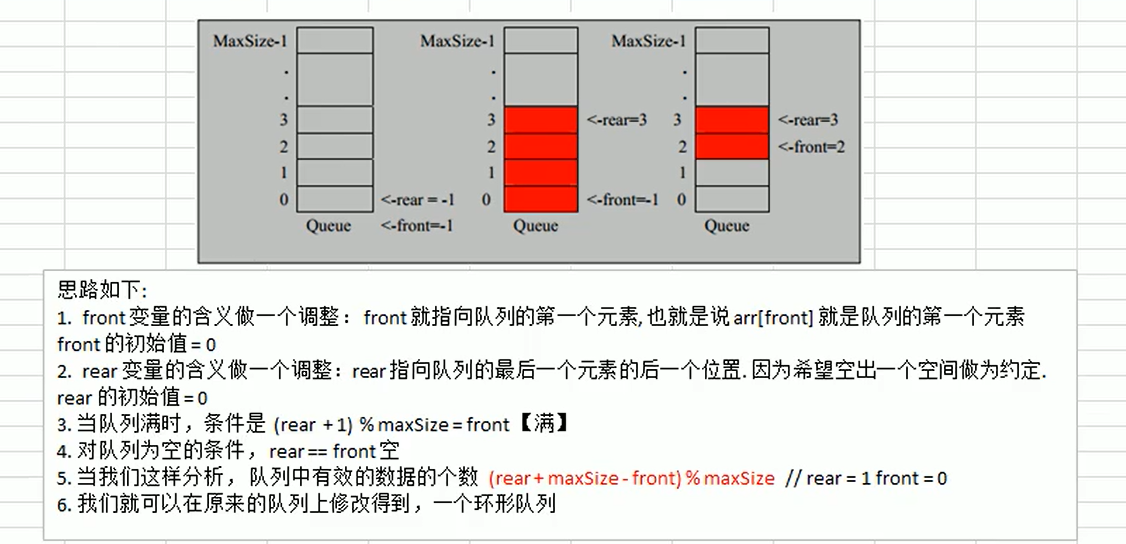 MaxSize-1 MaxSize-1 MaxSize-1
. . .
. . .
3 3 <-rear=3 3 <-rear=3
2 2 2 <-front=2
1 1 1
0 <-rear = -1 0 <-front=-1 0
Queue <-front=-1 Queue Queue
思路如下:
1. front 变量的含义做一个调整： front 就指向队列的第一个元素, 也就是说 arr[front] 就是队列的第一个元素
front 的初始值 = 0
2. rear 变量的含义做一个调整：rear 指向队列的最后一个元素的后一个位置. 因为希望空出一个空间做为约定.
rear 的初始值 = 0
3. 当队列满时，条件是 (rear + 1) % maxSize = front 【满】
4. 对队列为空的条件， rear == front 空
5. 当我们这样分析， 队列中有效的数据的个数 (rear + maxSize - front) % maxSize // rear = 1 front = 0
6. 我们就可以在原来的队列上修改得到，一个环形队列